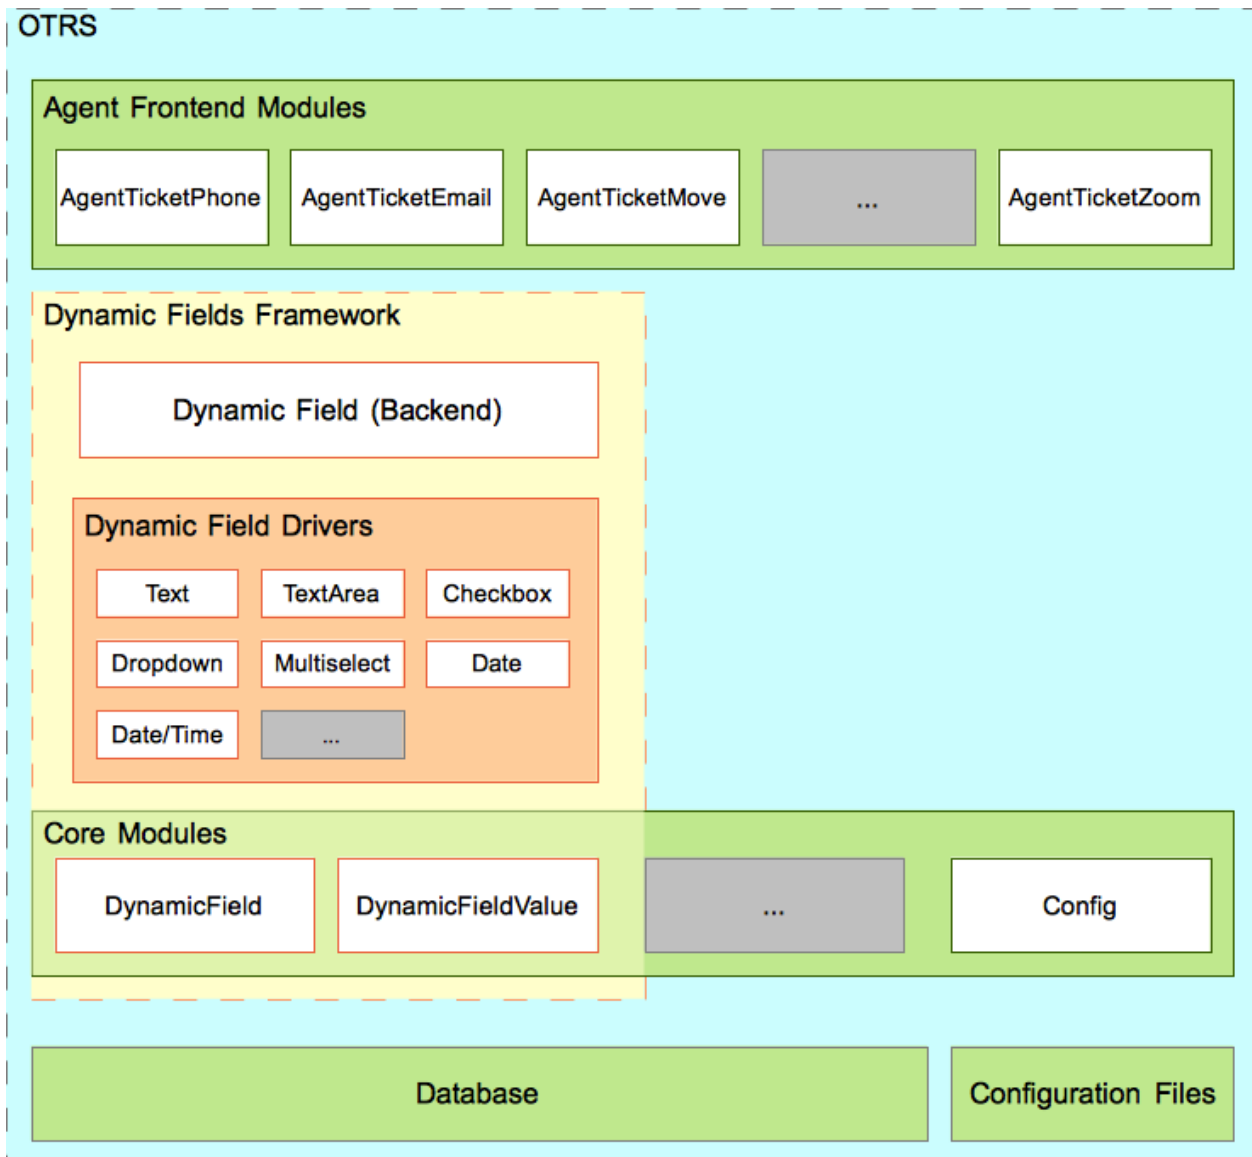 OTRS
Agent Frontend Modules
AgentTicketPhone
AgentTicketEmail
AgentTicketMove
...
AgentTicketZoom
Dynamic Fields Framework
Dynamic Field (Backend)
Dynamic Field Drivers
Text
TextArea
Checkbox
Dropdown
Multiselect
Date
Date/Time
...
Core Modules
DynamicField
DynamicFieldValue
...
Config
Database
Configuration Files